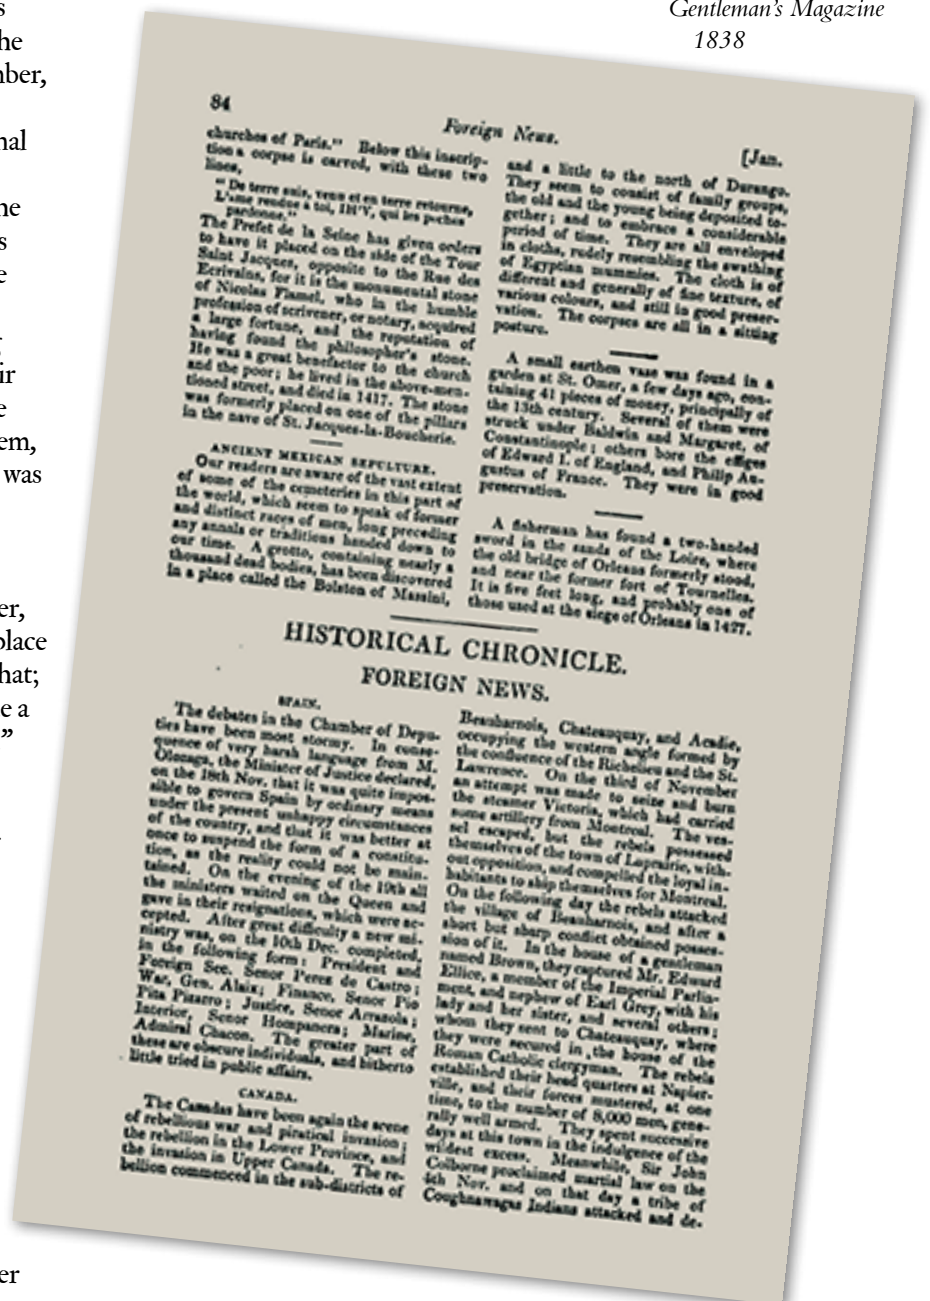 s
he
nber,
nal
ne
s
e
ir
e
em,
was
er,
place
hat;
e a
”
er
Gentleman’s Magazine
1838
84
Foreign News.
[Jan.
churches of Paris." Below this inscrip-
tion a corpse is carved, with these two
lines,
" De terre suis, venu et en terre retourne,
L'ame rendue à toi, IH'V, qui les peches
pardonne."
The Prefet de la Seine has given orders
to have it placed on the side of the Tour
Saint Jacques, opposite to the Rue des
Ecrivains, for it is the monumental stone
of Nicolas Flamel, who in the humble
profession of scrivener, or notary, acquired
a large fortune, and the reputation of
having found the philosopher's stone.
He was a great benefactor to the church
and the poor; he lived in the above-men-
tioned street, and died in 1417. The stone
was formerly placed on one of the pillars
in the nave of St. Jacques-la-Boucherie.
ANCIENT MEXICAN SEPULTURE.
Our readers are aware of the vast extent
of some of the cemeteries in this part of
the world, which seem to speak of former
and distinct races of men, long preceding
any annals or traditions handed down to
our time. A grotto, containing nearly a
thousand dead bodies, has been discovered
in a place called the Bolston of Massini,
and a little to the north of Durango.
They seem to consist of family groups,
the old and the young being deposited to-
gether; and to embrace a considerable
period of time. They are all enveloped
in cloths, rudely resembling the swathing
of Egyptian mummies. The cloth is of
different and generally of fine texture, of
various colours, and still in good preser-
vation. The corpses are all in a sitting
posture.
A small earthen vase was found in a
garden at St. Omer, a few days ago, con-
taining 41 pieces of money, principally of
the 13th century. Several of them were
struck under Baldwin and Margaret, of
Constantinople; others bore the effiges
of Edward I. of England, and Philip Au-
gustus of France. They were in good
preservation.
A fisherman has found a two-handed
sword in the sands of the Loire, where
the old bridge of Orleans formerly stood,
and near the former fort of Tournelles.
It is five feet long, and probably one of
those used at the siege of Orleans in 1427.
HISTORICAL CHRONICLE.
FOREIGN NEWS.
SPAIN.
The debates in the Chamber of Depu-
ties have been most stormy. In conse-
quence of very harsh language from M.
Olozaga, the Minister of Justice declared,
on the 18th Nov. that it was quite impos-
sible to govern Spain by ordinary means
under the present unhappy circumstances
of the country, and that it was better at
once to suspend the form of a constitu-
tion, as the reality could not be main-
tained. On the evening of the 19th all
the ministers waited on the Queen and
gave in their resignations, which were ac-
cepted. After great difficulty a new mi-
nistry was, on the 10th Dec. completed,
in the following form: President and
Foreign Sec. Senor Perez de Castro;
War, Gen. Alaix; Finance, Senor Pio
Pita Pizarro; Justice, Senor Arrazola;
Interior, Senor Hompanera; Marine,
Admiral Chacon. The greater part of
these are obscure individuals, and hitherto
little tried in public affairs.
CANADA.
The Canadas have been again the scene
of rebellious war and piratical invasion;
the rebellion in the Lower Province, and
the invasion in Upper Canada. The re-
bellion commenced in the sub-districts of
Beauharnois, Chateauquay, and Acadie,
occupying the western angle formed by
the confluence of the Richelieu and the St.
Lawrence. On the third of November
an attempt was made to seize and burn
the steamer Victoria, which had carried
some artillery from Montreal. The ves-
sel escaped, but the rebels possessed
themselves of the town of Laprairie, with-
out opposition, and compelled the loyal in-
habitants to ship themselves for Montreal.
On the following day the rebels attacked
the village of Beauharnois, and after a
short but sharp conflict obtained posses-
sion of it. In the house of a gentleman
named Brown, they captured Mr. Edward
Ellice, a member of the Imperial Parlia-
ment, and nephew of Earl Grey, with his
lady and her sister, and several others;
whom they sent to Chateauquay, where
they were secured in the house of the
Roman Catholic clergyman. The rebels
established their head quarters at Napier-
ville, and their forces mustered, at one
time, to the number of 8,000 men, gene-
rally well armed. They spent successive
days at this town in the indulgence of the
wildest excess. Meanwhile, Sir John
Colborne proclaimed martial law on the
4th Nov. and on that day a tribe of
Coughnawagus Indians attacked and de-